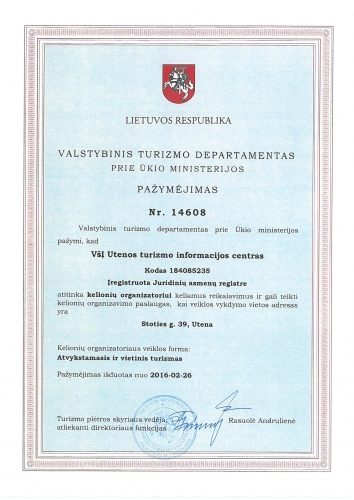 LIETUVOS RESPUBLIKA
VALSTYBINIS TURIZMO DEPARTAMENTAS
PRIE ŪKIO MINISTERIJOS
PAŽYMĖJIMAS
Nr. 14608
Valstybinis turizmo departamentas prie Ūkio ministerijos
pažymi, kad
VšĮ Utenos turizmo informacijos centras
Kodas 184085235
Įregistruota Juridinių asmenų registre
atitinka kelionių organizatoriui keliamus reikalavimus ir gali teikti
kelionių organizavimo paslaugas, kai veiklos vykdymo vietos adresas
yra
Stoties g. 39, Utena
Kelionių organizatoriaus veiklos forma:
Atvykstamasis ir vietinis turizmas
Pažymėjimas išduotas nuo 2016-02-26
Turizmo plėtros skyriaus vedėja,
atliekanti direktoriaus funkcijas
Rasuolė Andrulienė